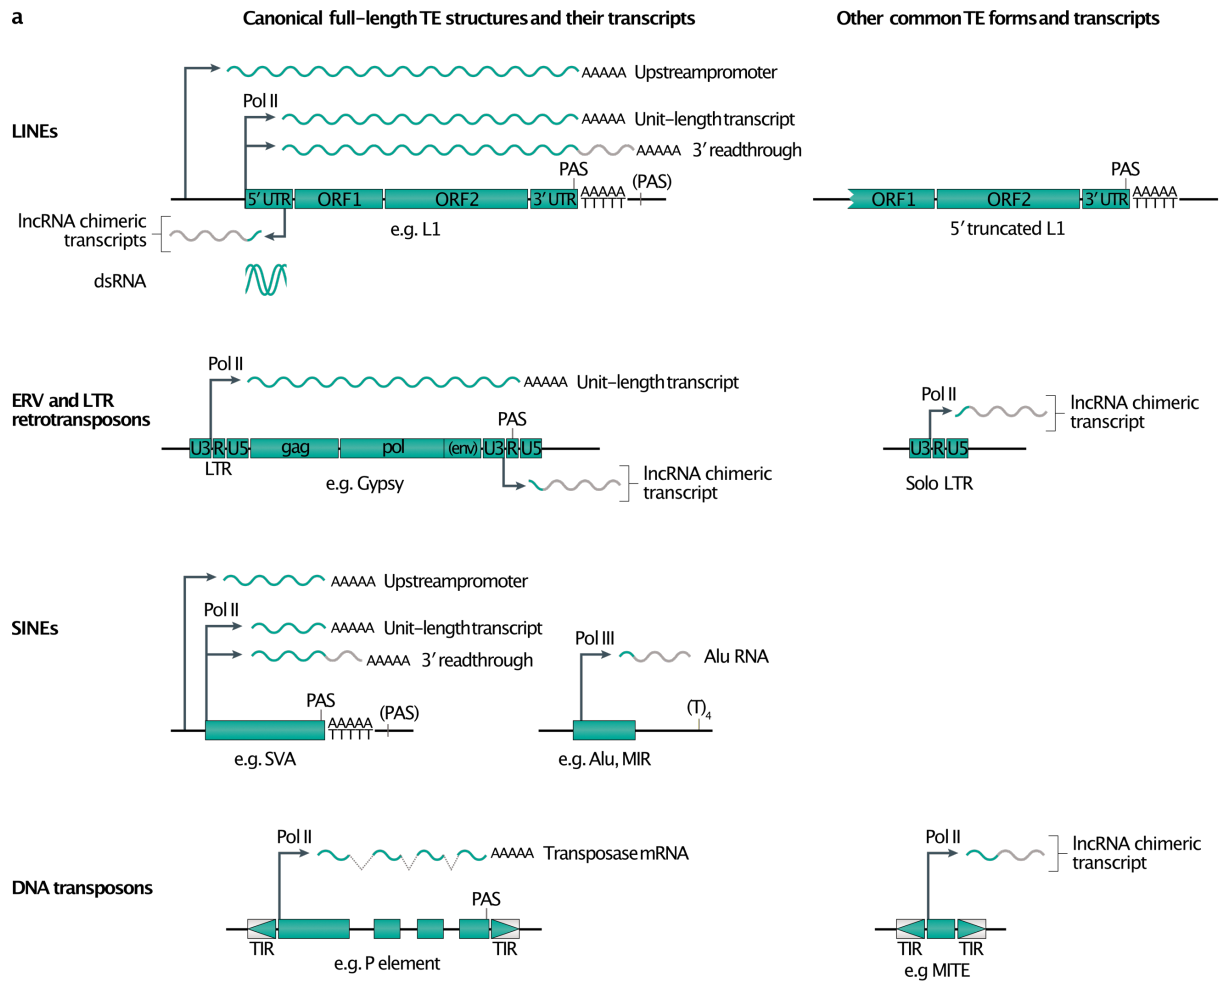 a
Canonical full-length TE structures and their transcripts
Other common TE forms and transcripts
LINEs
AAAAA Upstream promoter
Pol II
AAAAA Unit-length transcript
AAAAA 3′ readthrough
PAS
AAAAA
TTTTT
(PAS)
5′ UTR ORF1 ORF2 3′ UTR
e.g. L1
lncRNA chimeric
transcripts
dsRNA
PAS
AAAAA
TTTTT
ORF1 ORF2 3′ UTR
5′ truncated L1
ERV and LTR
retrotransposons
Pol II
AAAAA Unit-length transcript
PAS
U3 R U5 gag pol (env) U3 R U5
LTR
e.g. Gypsy
lncRNA chimeric
transcript
Pol II
lncRNA chimeric
transcript
U3 R U5
Solo LTR
SINEs
AAAAA Upstream promoter
Pol II
AAAAA Unit-length transcript
AAAAA 3′ readthrough
PAS
AAAAA
TTTTT
(PAS)
e.g. SVA
Pol III
Alu RNA
(T)4
e.g. Alu, MIR
DNA transposons
Pol II
AAAAA Transposase mRNA
PAS
TIR TIR
e.g. P element
Pol II
lncRNA chimeric
transcript
TIR TIR
e.g MITE